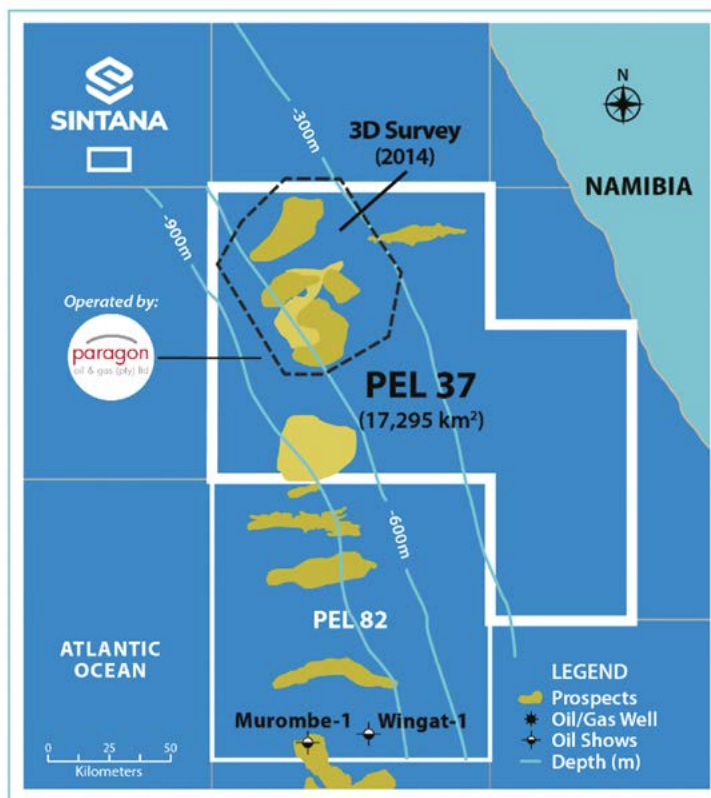 SINTANA
-300m
3D Survey
(2014)
N
NAMIBIA
-900m
Operated by:
paragon
oil & gas (pty) ltd
PEL 37
(17,295 km²)
-600m
ATLANTIC
OCEAN
PEL 82
Murombe-1
Wingat-1
0 25 50
Kilometers
LEGEND
Prospects
Oil/Gas Well
Oil Shows
Depth (m)